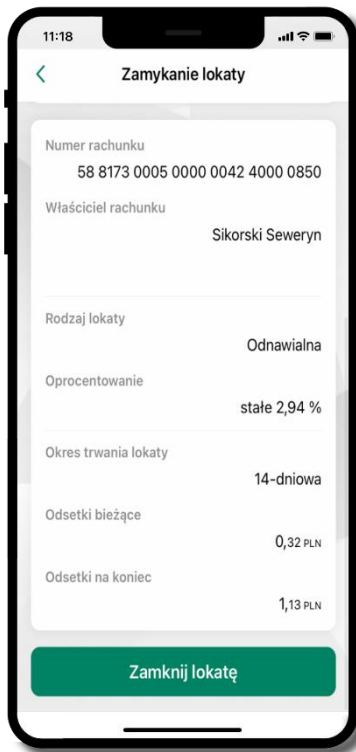 11:18
Zamykanie lokaty
Numer rachunku
58 8173 0005 0000 0042 4000 0850
Właściciel rachunku
Sikorski Seweryn
Rodzaj lokaty
Odnawialna
Oprocentowanie
stałe 2,94 %
Okres trwania lokaty
14-dniowa
Odsetki bieżące
0,32 PLN
Odsetki na koniec
1,13 PLN
Zamknij lokatę